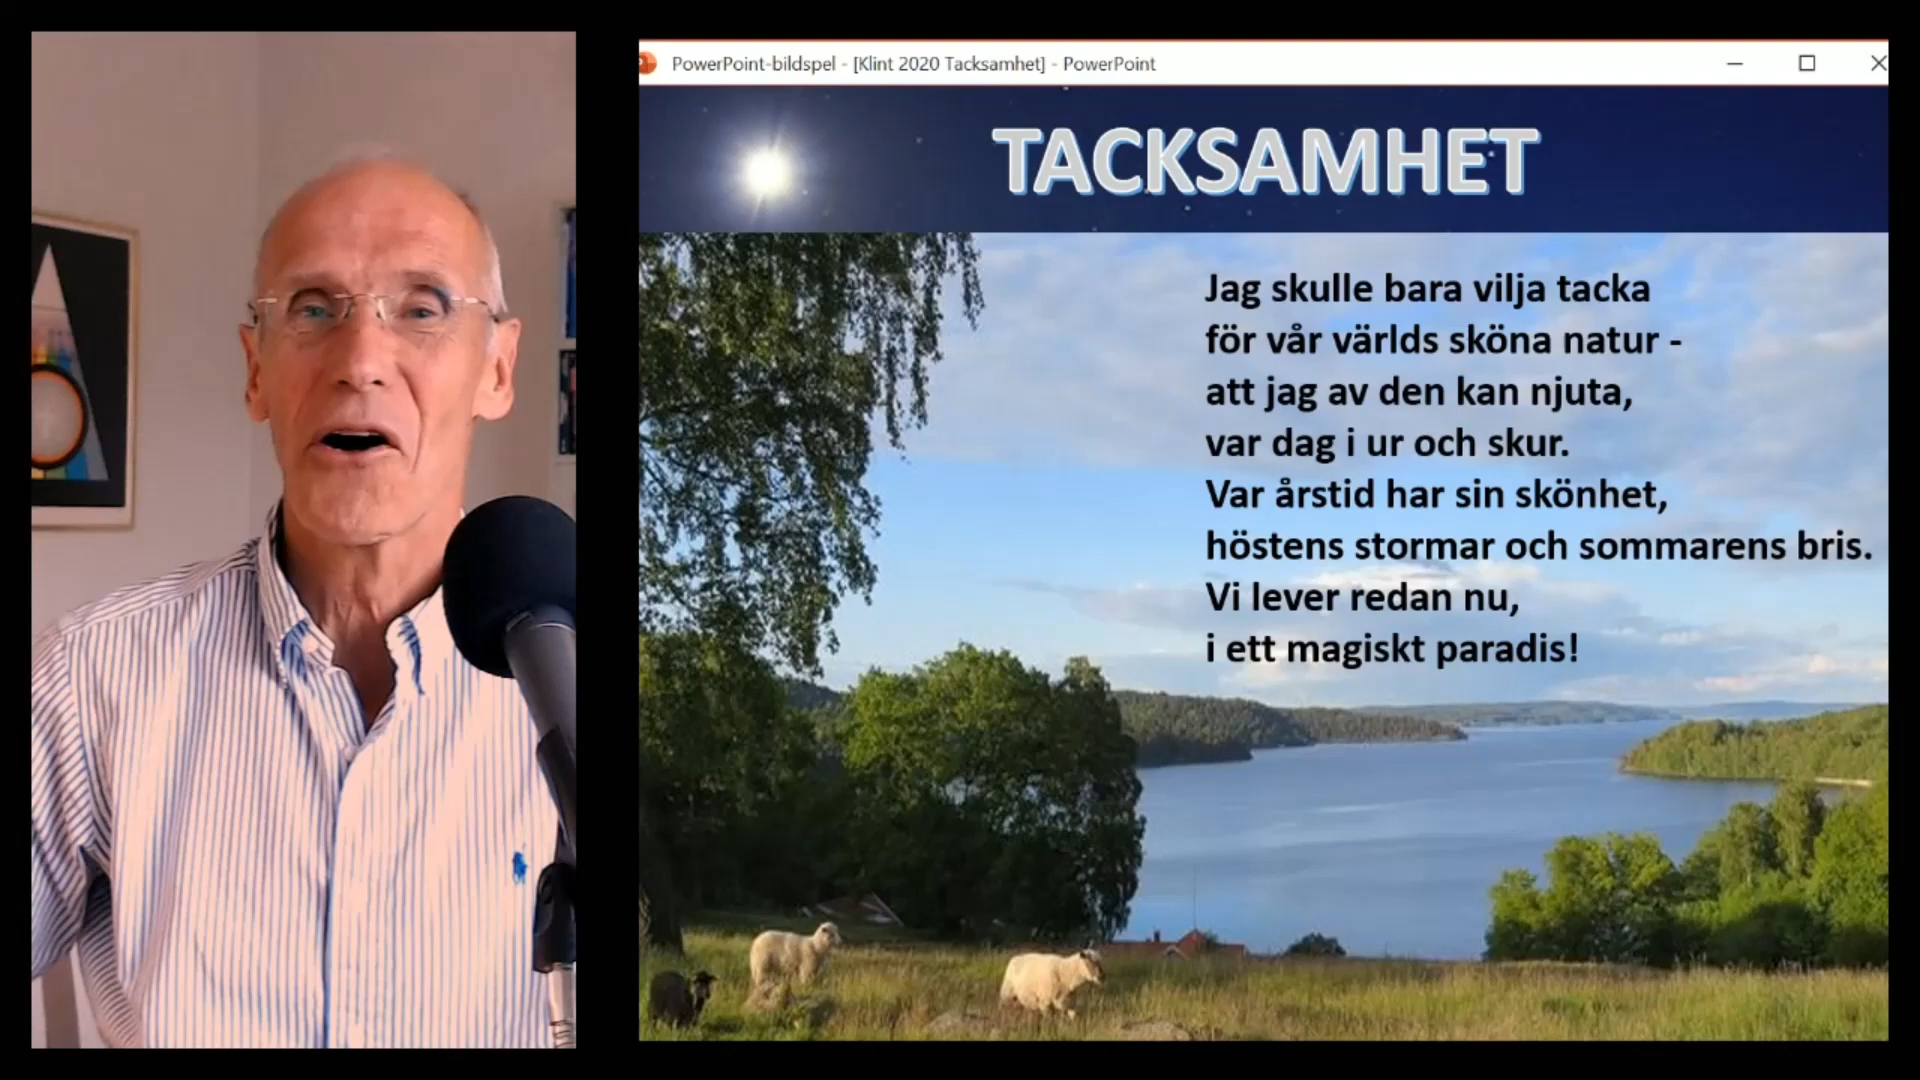 PowerPoint-bildspel - [Klint 2020 Tacksamhet] - PowerPoint
TACKSAMHET
Jag skulle bara vilja tacka
för vår världs sköna natur -
att jag av den kan njuta,
var dag i ur och skur.
Var årstid har sin skönhet,
höstens stormar och sommarens bris.
Vi lever redan nu,
i ett magiskt paradis!